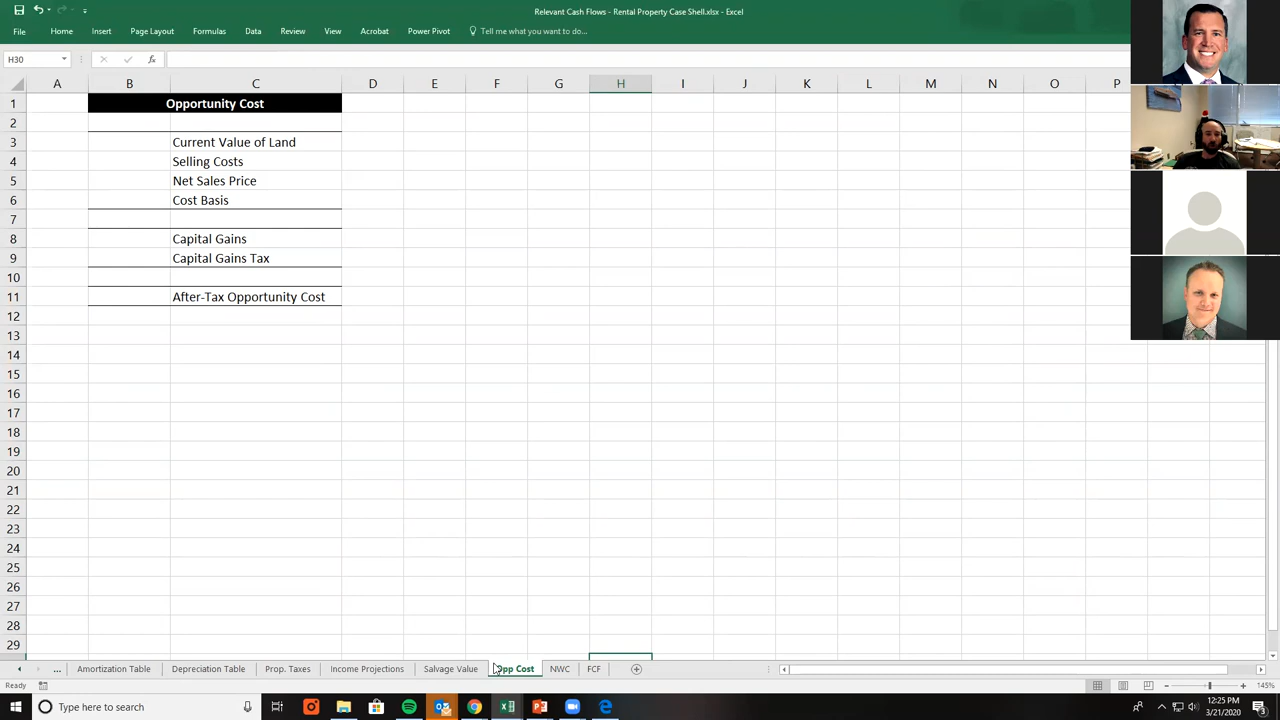 Relevant Cash Flows - Rental Property Case Shell.xlsx - Excel
File Home Insert Page Layout Formulas Data Review View Acrobat Power Pivot Tell me what you want to do...
H30 fx
A B C D E F G H I J K L M N O P
1 Opportunity Cost
2
3 Current Value of Land
4 Selling Costs
5 Net Sales Price
6 Cost Basis
7
8 Capital Gains
9 Capital Gains Tax
10
11 After-Tax Opportunity Cost
12
13
14
15
16
17
18
19
20
21
22
23
24
25
26
27
28
29
... Amortization Table Depreciation Table Prop. Taxes Income Projections Salvage Value Opp Cost NWC FCF
Ready 145%
Type here to search 12:25 PM
3/21/2020